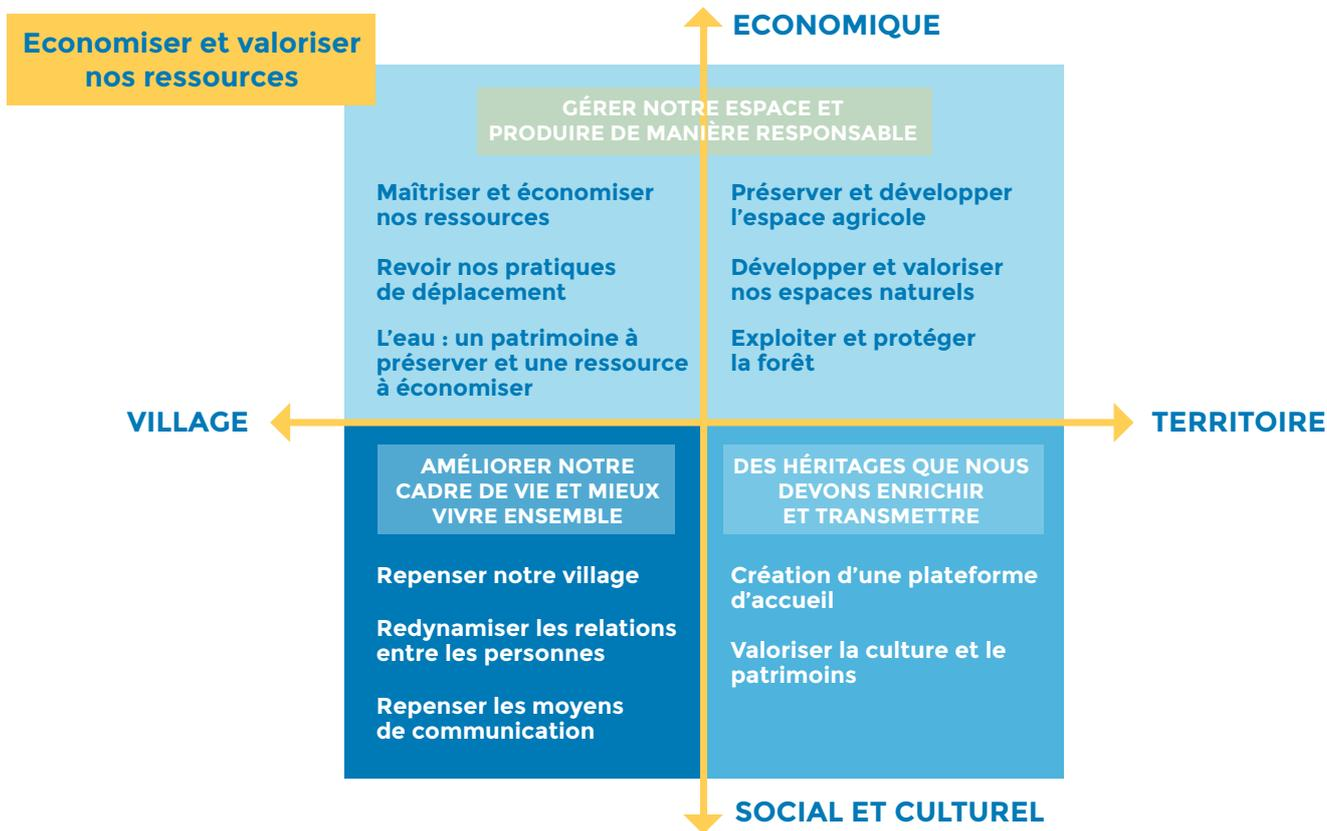 Economiser et valoriser
nos ressources
ECONOMIQUE
GÉRER NOTRE ESPACE ET
PRODUIRE DE MANIÈRE RESPONSABLE
Maîtriser et économiser
nos ressources
Revoir nos pratiques
de déplacement
L’eau : un patrimoine à
préserver et une ressource
à économiser
Préserver et développer
l’espace agricole
Développer et valoriser
nos espaces naturels
Exploiter et protéger
la forêt
VILLAGE
TERRITOIRE
AMÉLIORER NOTRE
CADRE DE VIE ET MIEUX
VIVRE ENSEMBLE
Repenser notre village
Redynamiser les relations
entre les personnes
Repenser les moyens
de communication
DES HÉRITAGES QUE NOUS
DEVONS ENRICHIR
ET TRANSMETTRE
Création d’une plateforme
d’accueil
Valoriser la culture et le
patrimoins
SOCIAL ET CULTUREL